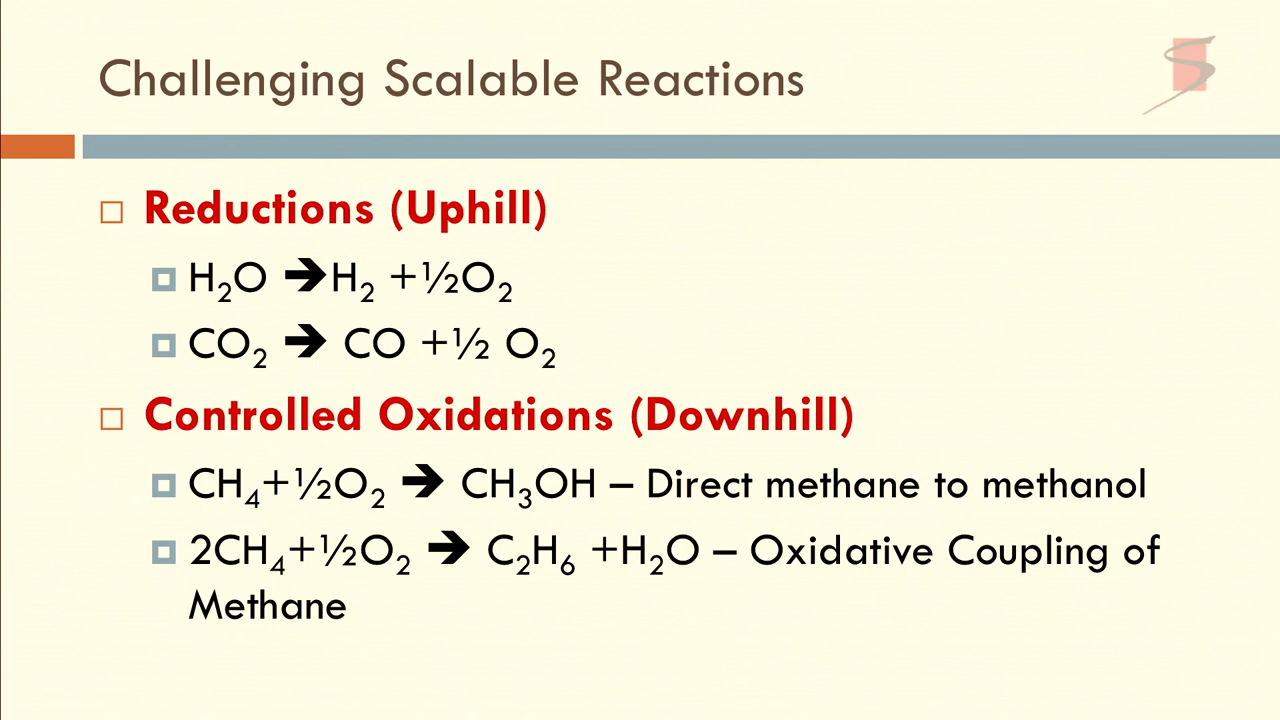 Challenging Scalable Reactions
Reductions (Uphill)
H₂O ➔H₂ +½O₂
CO₂ ➔ CO +½ O₂
Controlled Oxidations (Downhill)
CH₄+½O₂ ➔ CH₃OH – Direct methane to methanol
2CH₄+½O₂ ➔ C₂H₆ +H₂O – Oxidative Coupling of
Methane